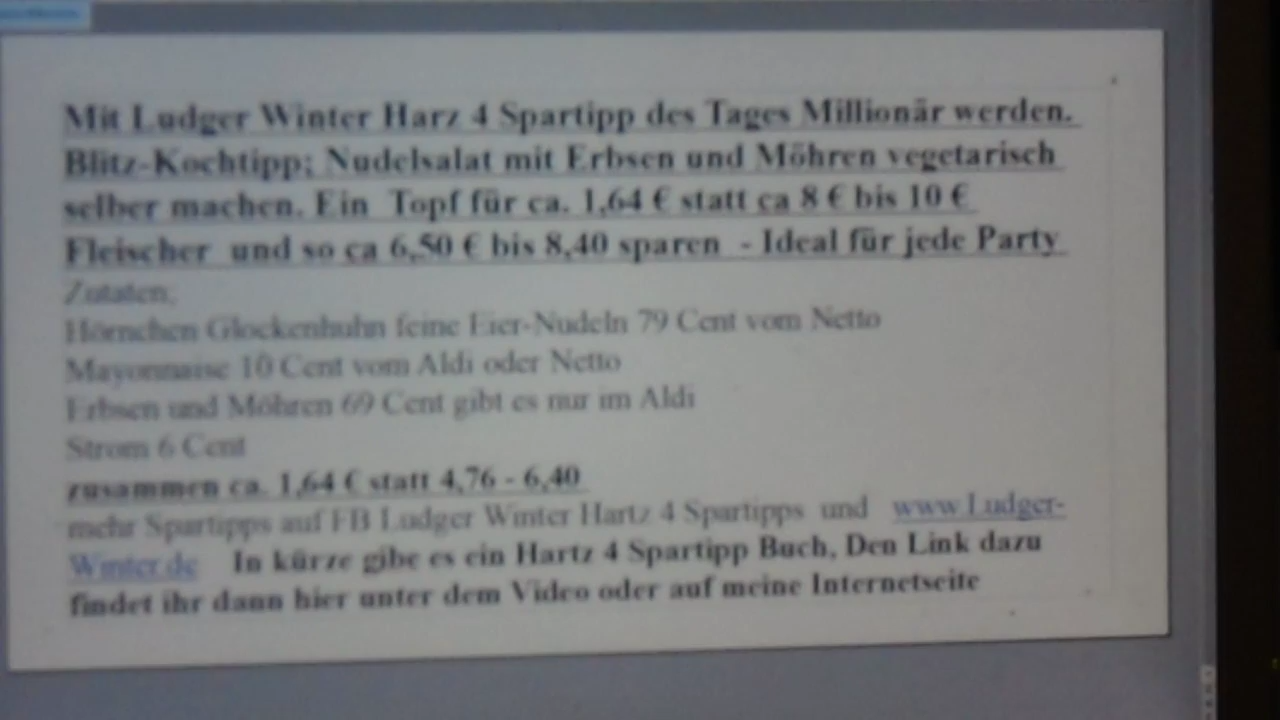 Mit Ludger Winter Harz 4 Spartipp des Tages Millionär werden.
Blitz-Kochtipp; Nudelsalat mit Erbsen und Möhren vegetarisch
selber machen. Ein Topf für ca. 1,64 € statt ca 8 € bis 10 €
Fleischer und so ca 6,50 € bis 8,40 sparen - Ideal für jede Party
Zutaten;
Hörnchen Glockenhuhn feine Eier-Nudeln 79 Cent vom Netto
Mayonnaise 10 Cent vom Aldi oder Netto
Erbsen und Möhren 69 Cent gibt es nur im Aldi
Strom 6 Cent
zusammen ca. 1,64 € statt 4,76 - 6,40
mehr Spartipps auf FB Ludger Winter Hartz 4 Spartipps und www.Ludger-
Winter.de In kürze gibe es ein Hartz 4 Spartipp Buch, Den Link dazu
findet ihr dann hier unter dem Video oder auf meine Internetseite